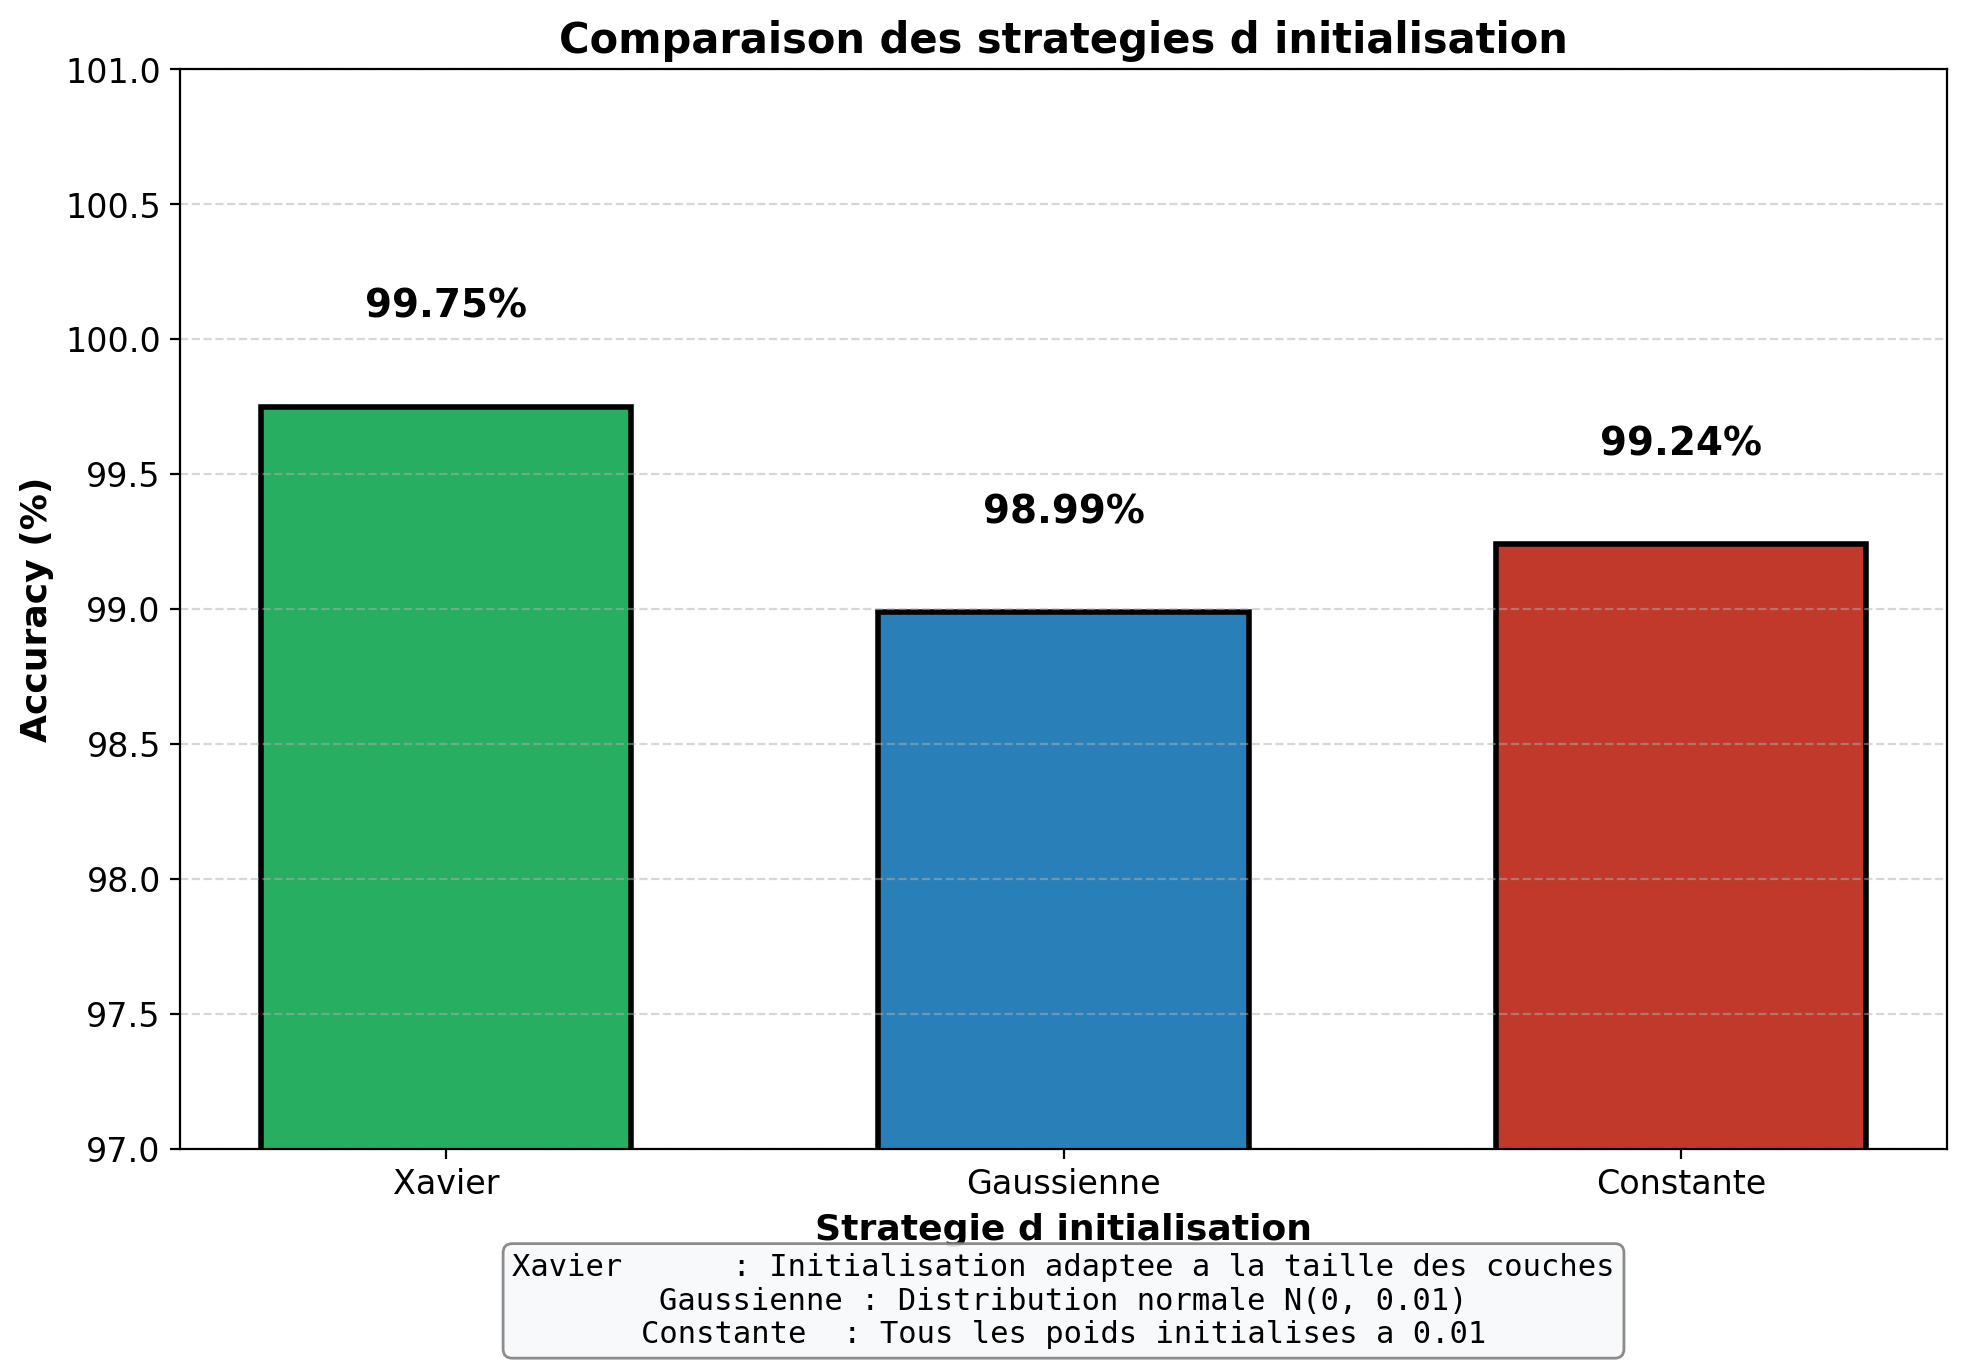 Comparaison des strategies d initialisation
101.0
100.5
100.0
99.5
99.0
98.5
98.0
97.5
97.0
Accuracy (%)
99.75%
98.99%
99.24%
Xavier
Gaussienne
Constante
Strategie d initialisation
Xavier      : Initialisation adaptee a la taille des couches
Gaussienne : Distribution normale N(0, 0.01)
Constante  : Tous les poids initialises a 0.01